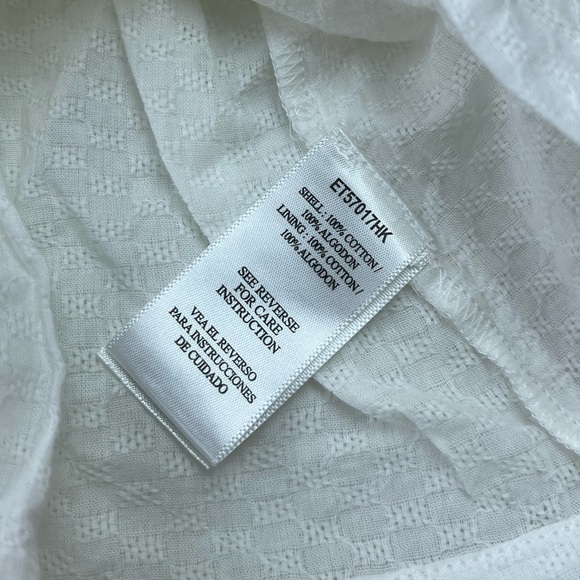 ET57017HK
SHELL : 100% COTTON /
100% ALGODON
LINING : 100% COTTON /
100% ALGODON
SEE REVERSE
FOR CARE
INSTRUCTION
VEA EL REVERSO
PARA INSTRUCCIONES
DE CUIDADO